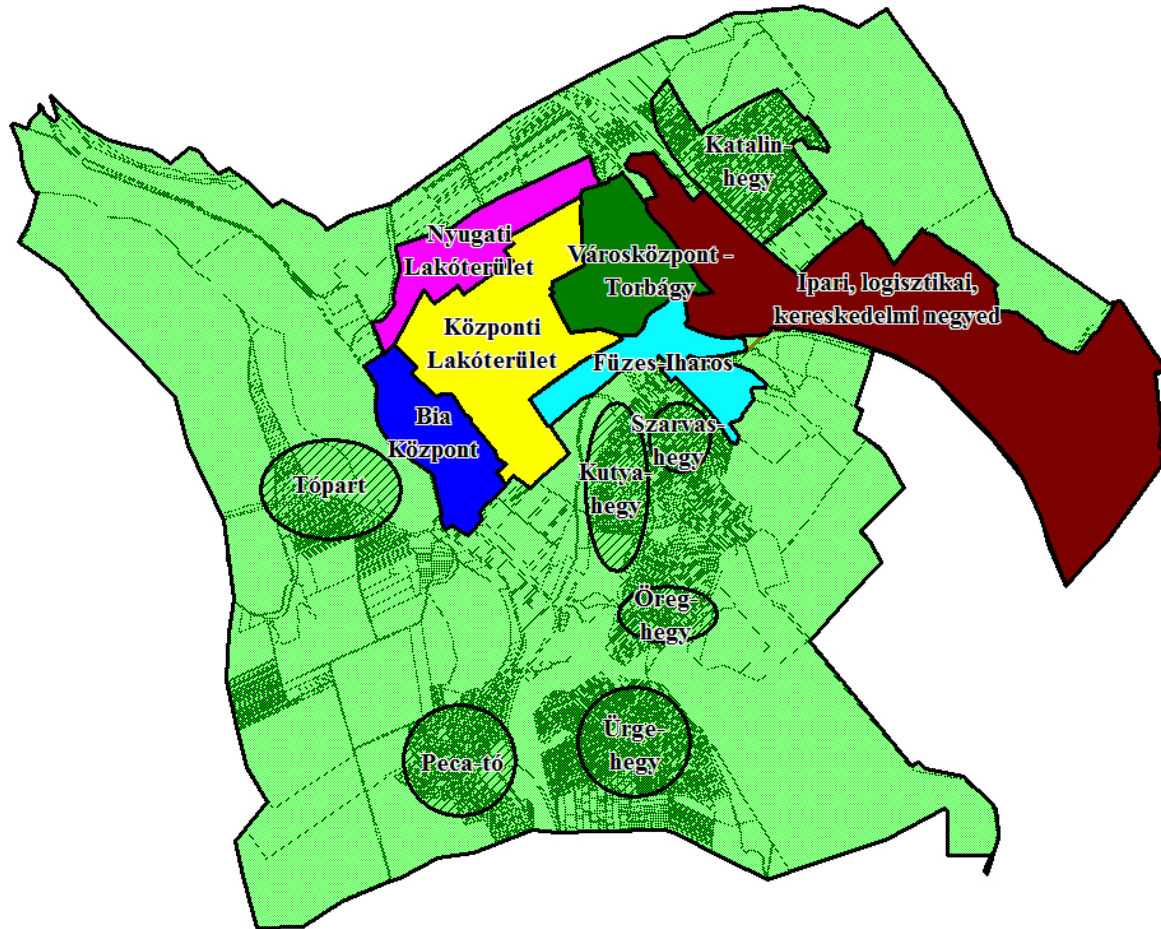 Katalin-
hegy
Nyugati
Lakóterület
Városközpont -
Torbágy
Ipari, logisztikai,
kereskedelmi negyed
Központi
Lakóterület
Füzes-Iharos
Bia
Központ
Szarvas-
hegy
Tópart
Kutya-
hegy
Öreg-
hegy
Peca-tó
Ürge-
hegy